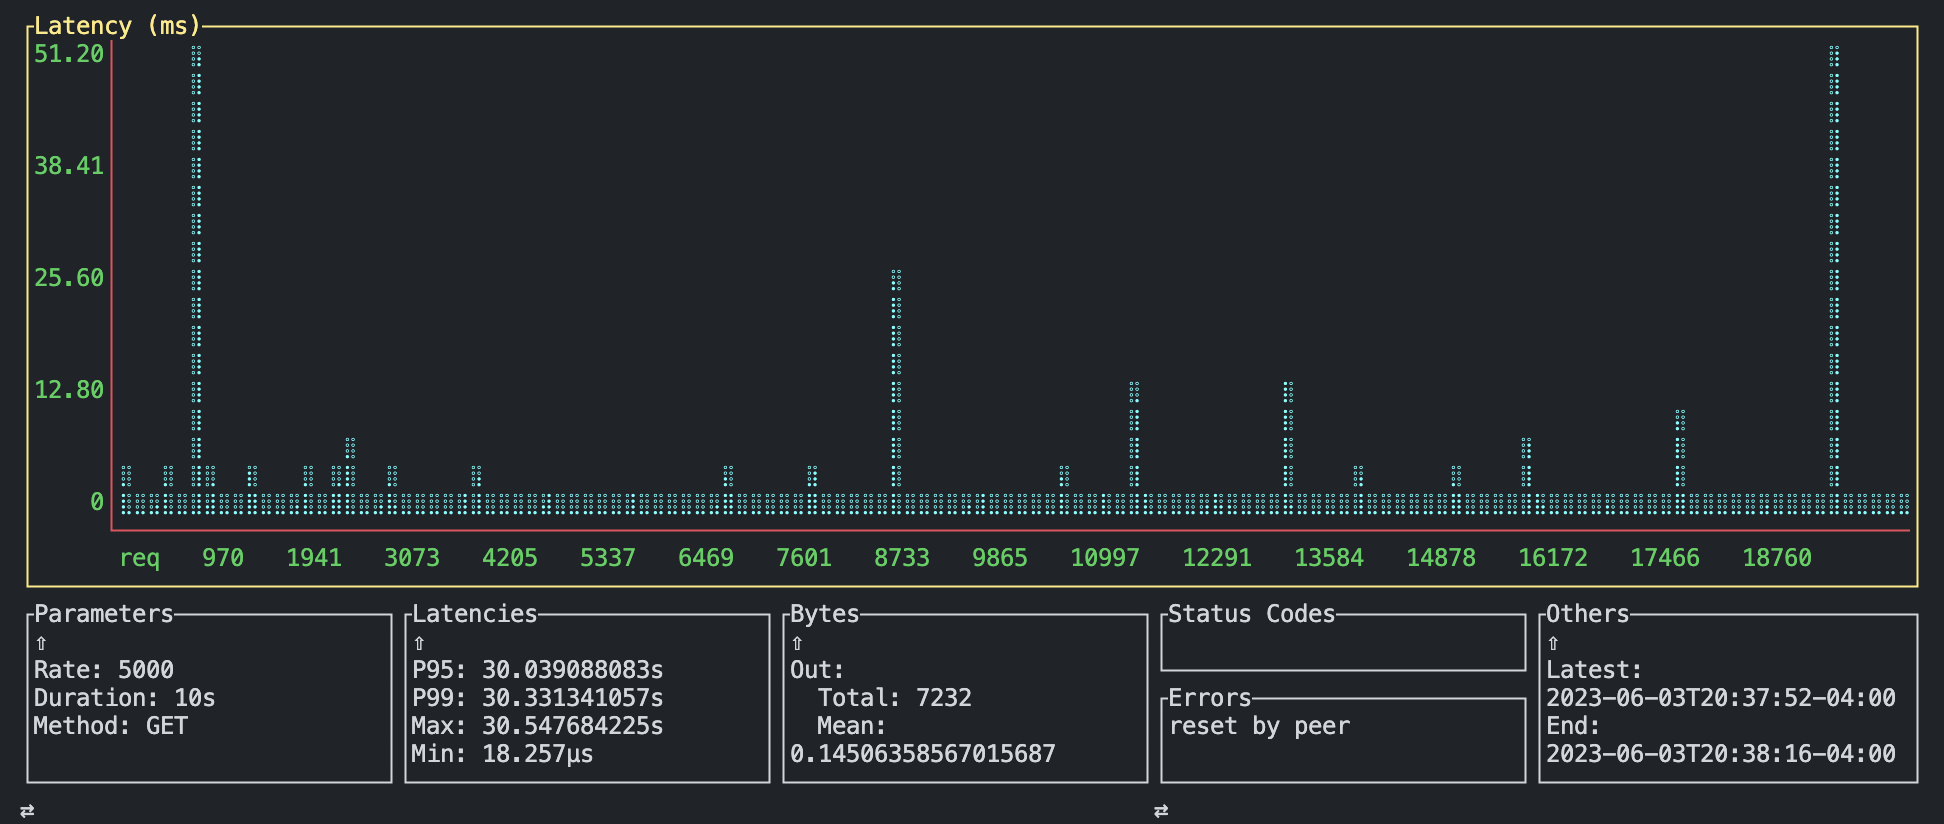 Latency (ms)
51.20
38.41
25.60
12.80
0
req 970 1941 3073 4205 5337 6469 7601 8733 9865 10997 12291 13584 14878 16172 17466 18760
Parameters
⇧
Rate: 5000
Duration: 10s
Method: GET
Latencies
⇧
P95: 30.039088083s
P99: 30.331341057s
Max: 30.547684225s
Min: 18.257µs
Bytes
⇧
Out:
Total: 7232
Mean:
0.14506358567015687
Status Codes
Errors
reset by peer
Others
⇧
Latest:
2023-06-03T20:37:52-04:00
End:
2023-06-03T20:38:16-04:00
⇄ ⇄